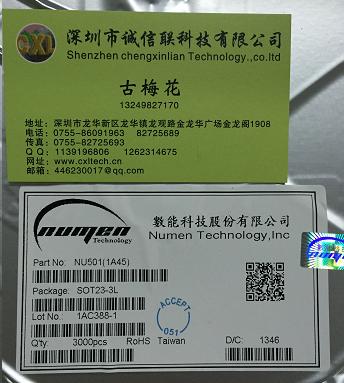 CXL
深圳市诚信联科技有限公司
Shenzhen chengxinlian Technology.,co.ltd
古梅花
13249827170
地址：深圳市龙华新区龙华镇龙观路金龙华广场金龙阁1908
电话：0755-86091963 82725689
传真：0755-82725693
Q Q：1139196806 1262314675
网址：www.cxltech.cn
邮箱：446230017@qq.com
numen
Technology
數能科技股份有限公司
Numen Technology,Inc
Part No: NU501(1A45)
Package: SOT23-3L
Lot No.: 1AC388-1
ACCEPT
051
Q'ty: 3000pcs RoHS Taiwan D/C: 1346